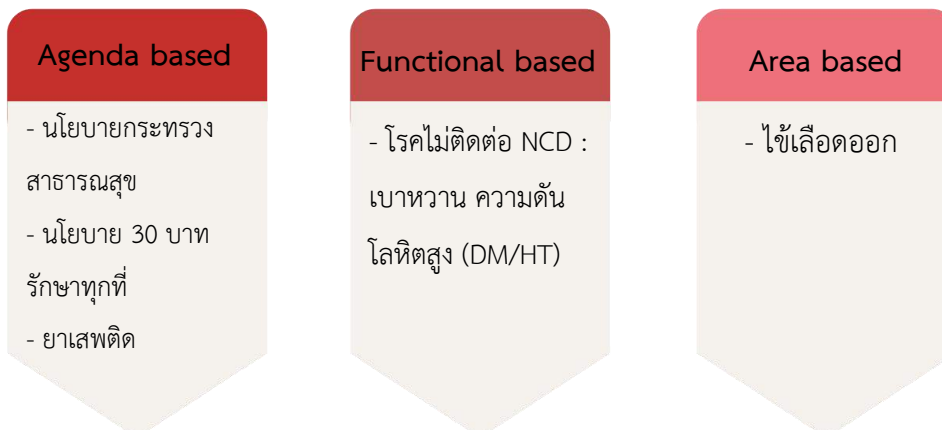 Agenda based
- นโยบายกระทรวง
สาธารณสุข
- นโยบาย 30 บาท
รักษาทุกที่
- ยาเสพติด
Functional based
- โรคไม่ติดต่อ NCD :
เบาหวาน ความดัน
โลหิตสูง (DM/HT)
Area based
- ไข้เลือดออก